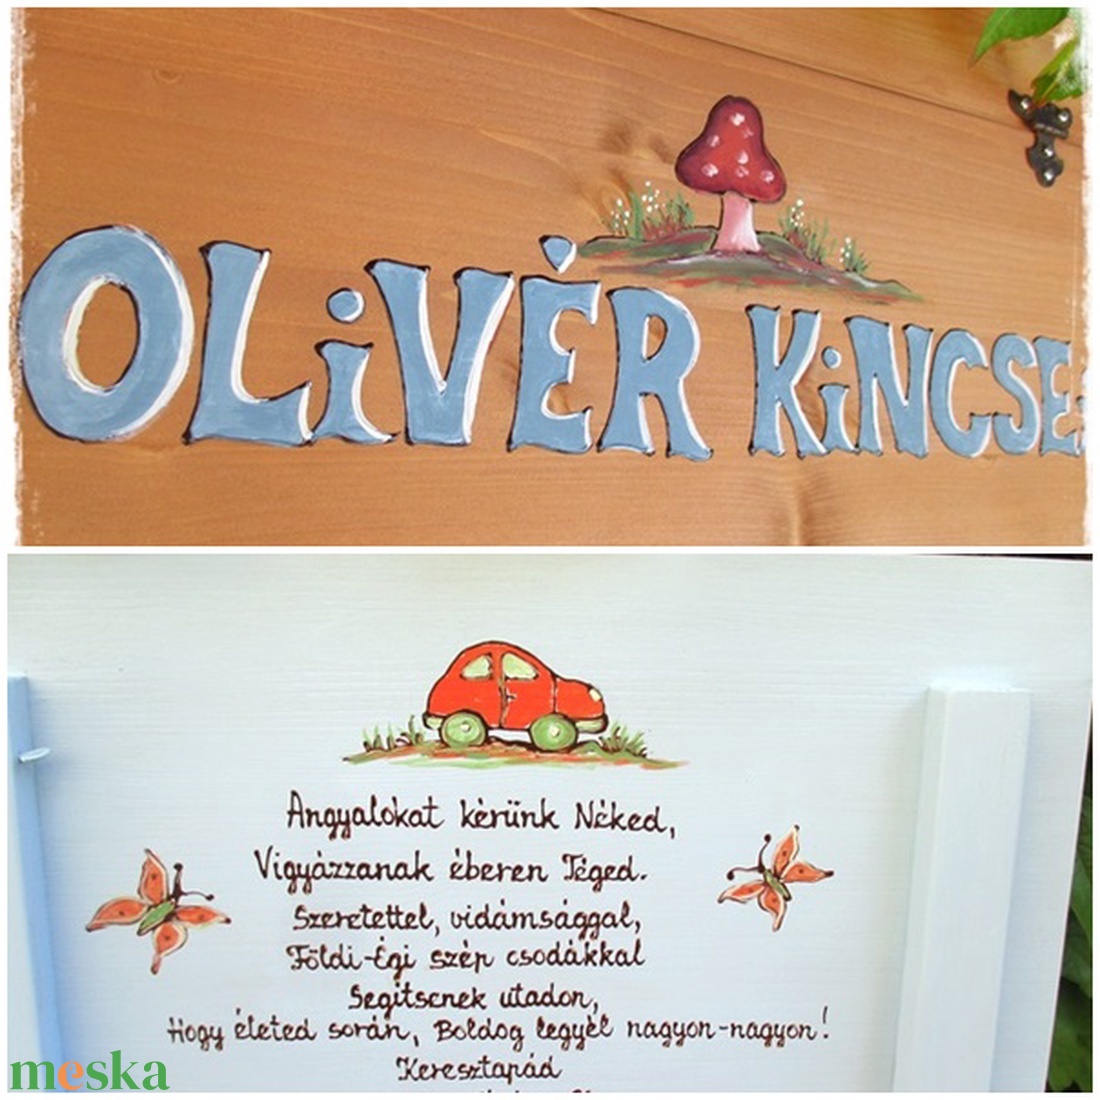 OLiVÉR KiNCSE
Angyalokat kérünk Néked,
Vigyázzanak éberen Téged.
Szeretettel, vidámsággal,
Földi-Égi szép csodákkal
Segítsenek utadon,
Hogy életed során, Boldog legyél nagyon-nagyon!
Keresztapád
meska